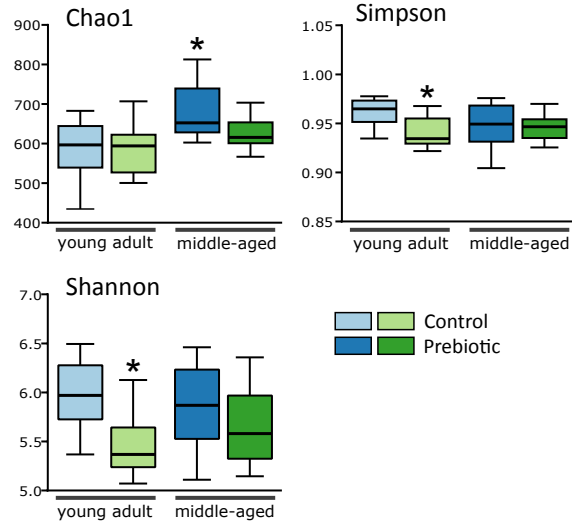 Chao1
900
800
700
600
500
400
*
young adult
middle-aged
Simpson
1.05
1.00
0.95
0.90
0.85
*
young adult
middle-aged
Shannon
7.0
6.5
6.0
5.5
5.0
*
young adult
middle-aged
Control
Prebiotic